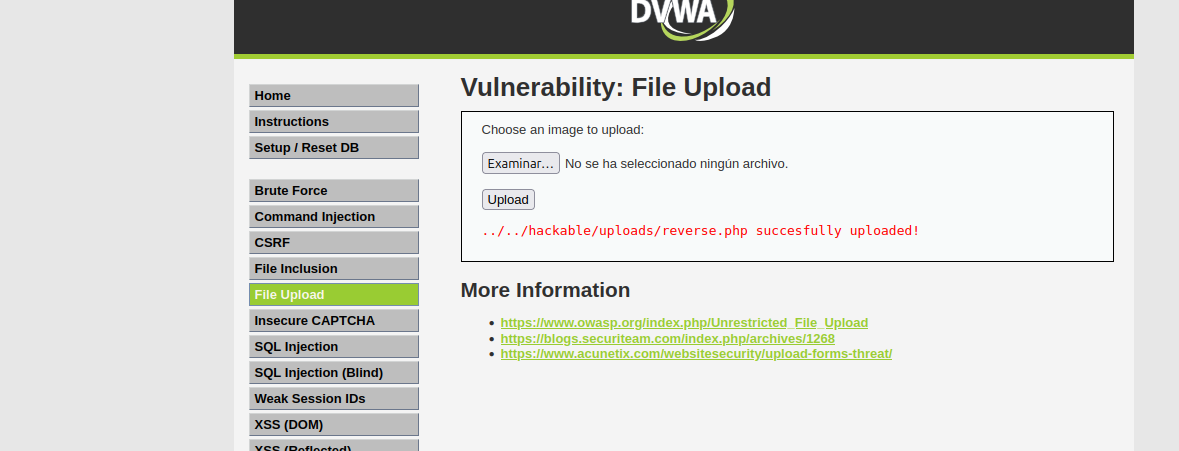 DVWA
Home
Instructions
Setup / Reset DB
Brute Force
Command Injection
CSRF
File Inclusion
File Upload
Insecure CAPTCHA
SQL Injection
SQL Injection (Blind)
Weak Session IDs
XSS (DOM)
XSS (Reflected)
Vulnerability: File Upload
Choose an image to upload:
Examinar... No se ha seleccionado ningún archivo.
Upload
../../hackable/uploads/reverse.php succesfully uploaded!
More Information
https://www.owasp.org/index.php/Unrestricted_File_Upload
https://blogs.securiteam.com/index.php/archives/1268
https://www.acunetix.com/websitesecurity/upload-forms-threat/